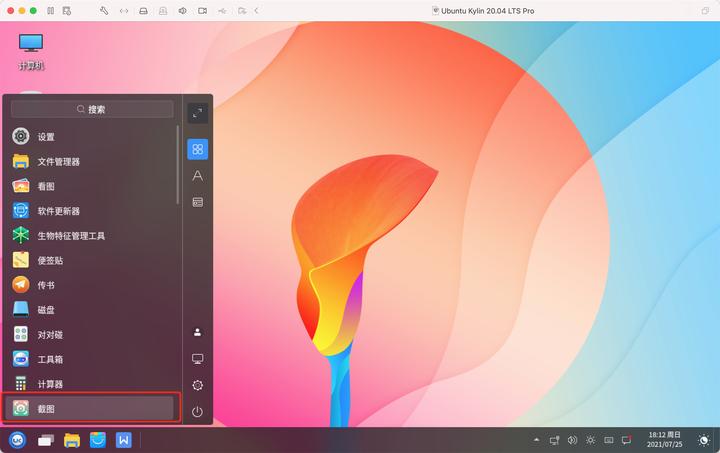 Ubuntu Kylin 20.04 LTS Pro
计算机
搜索
设置
文件管理器
看图
软件更新器
生物特征管理工具
便签贴
传书
磁盘
对对碰
工具箱
计算器
截图
18:12 周日
2021/07/25